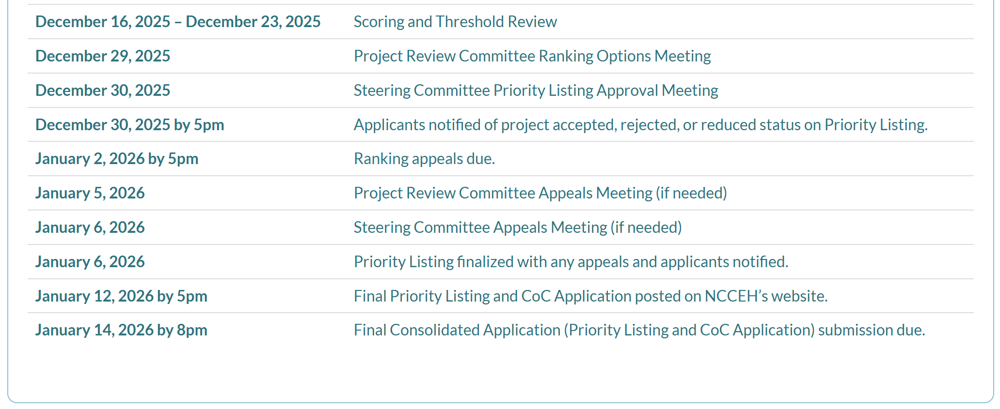 December 16, 2025 – December 23, 2025 Scoring and Threshold Review
December 29, 2025 Project Review Committee Ranking Options Meeting
December 30, 2025 Steering Committee Priority Listing Approval Meeting
December 30, 2025 by 5pm Applicants notified of project accepted, rejected, or reduced status on Priority Listing.
January 2, 2026 by 5pm Ranking appeals due.
January 5, 2026 Project Review Committee Appeals Meeting (if needed)
January 6, 2026 Steering Committee Appeals Meeting (if needed)
January 6, 2026 Priority Listing finalized with any appeals and applicants notified.
January 12, 2026 by 5pm Final Priority Listing and CoC Application posted on NCCEH’s website.
January 14, 2026 by 8pm Final Consolidated Application (Priority Listing and CoC Application) submission due.